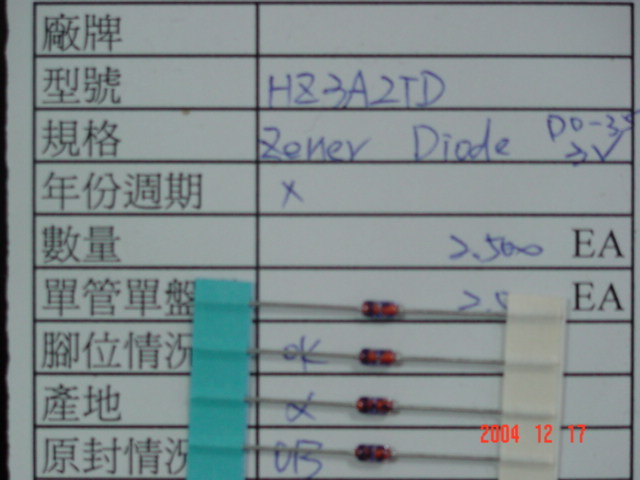 廠牌
型號 HZ3A2TD
規格 Zener Diode DO-35
3V
年份週期 x
數量 2.500 EA
單管單盤 EA
腳位情況 ok
產地 x
原封情況
2004 12 17